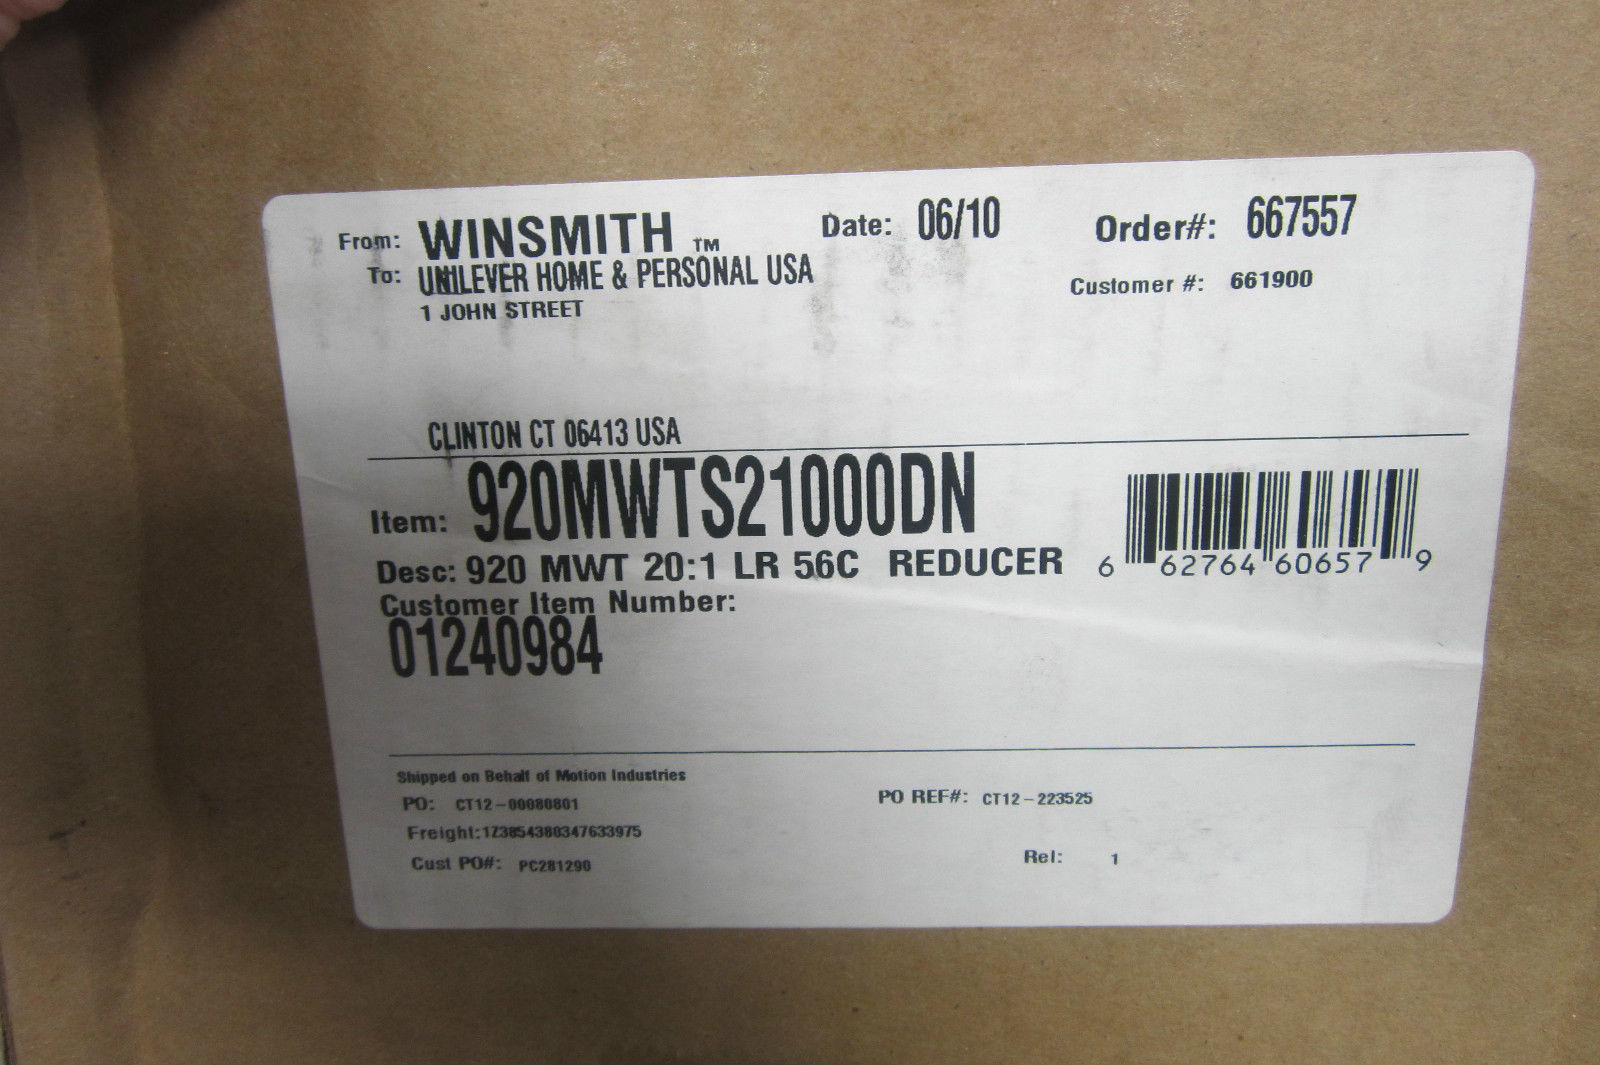 From: WINSMITH ™ Date: 06/10 Order#: 667557
To: UNILEVER HOME & PERSONAL USA Customer #: 661900
1 JOHN STREET
CLINTON CT 06413 USA
Item: 920MWTS21000DN
Desc: 920 MWT 20:1 LR 56C REDUCER
6 62764 60657 9
Customer Item Number:
01240984
Shipped on Behalf of Motion Industries
PO: CT12-00080801 PO REF#: CT12-223525
Freight:1Z3854380347633975
Cust PO#: PC281290 Rel: 1